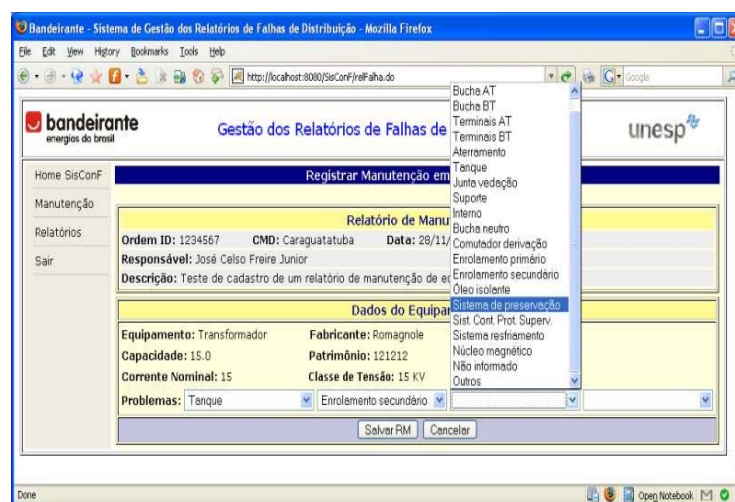 Bandeirante - Sistema de Gestão dos Relatórios de Falhas de Distribuição - Mozilla Firefox
File Edit View History Bookmarks Tools Help
http://localhost:8080/SisConF/relFalha.do
Google
bandeirante
energias do brasil
Gestão dos Relatórios de Falhas de
unesp
Home SisConF
Manutenção
Relatórios
Sair
Registrar Manutenção em
Relatório de Manu
Ordem ID: 1234567 CMD: Caraguatatuba Data: 28/11/
Responsável: José Celso Freire Junior
Descrição: Teste de cadastro de um relatório de manutenção de eq
Dados do Equipar
Equipamento: Transformador Fabricante: Romagnole
Capacidade: 15.0 Patrimônio: 121212
Corrente Nominal: 15 Classe de Tensão: 15 KV
Problemas: Tanque Enrolamento secundário
Bucha AT
Bucha BT
Terminais AT
Terminais BT
Aterramento
Tanque
Junta vedação
Suporte
Interno
Bucha neutro
Comutador derivação
Enrolamento primário
Enrolamento secundário
Óleo isolante
Sistema de preservação
Sist. Cont. Prot. Superv.
Sistema resfriamento
Núcleo magnético
Não informado
Outros
Salvar RM Cancelar
Done
Open Notebook